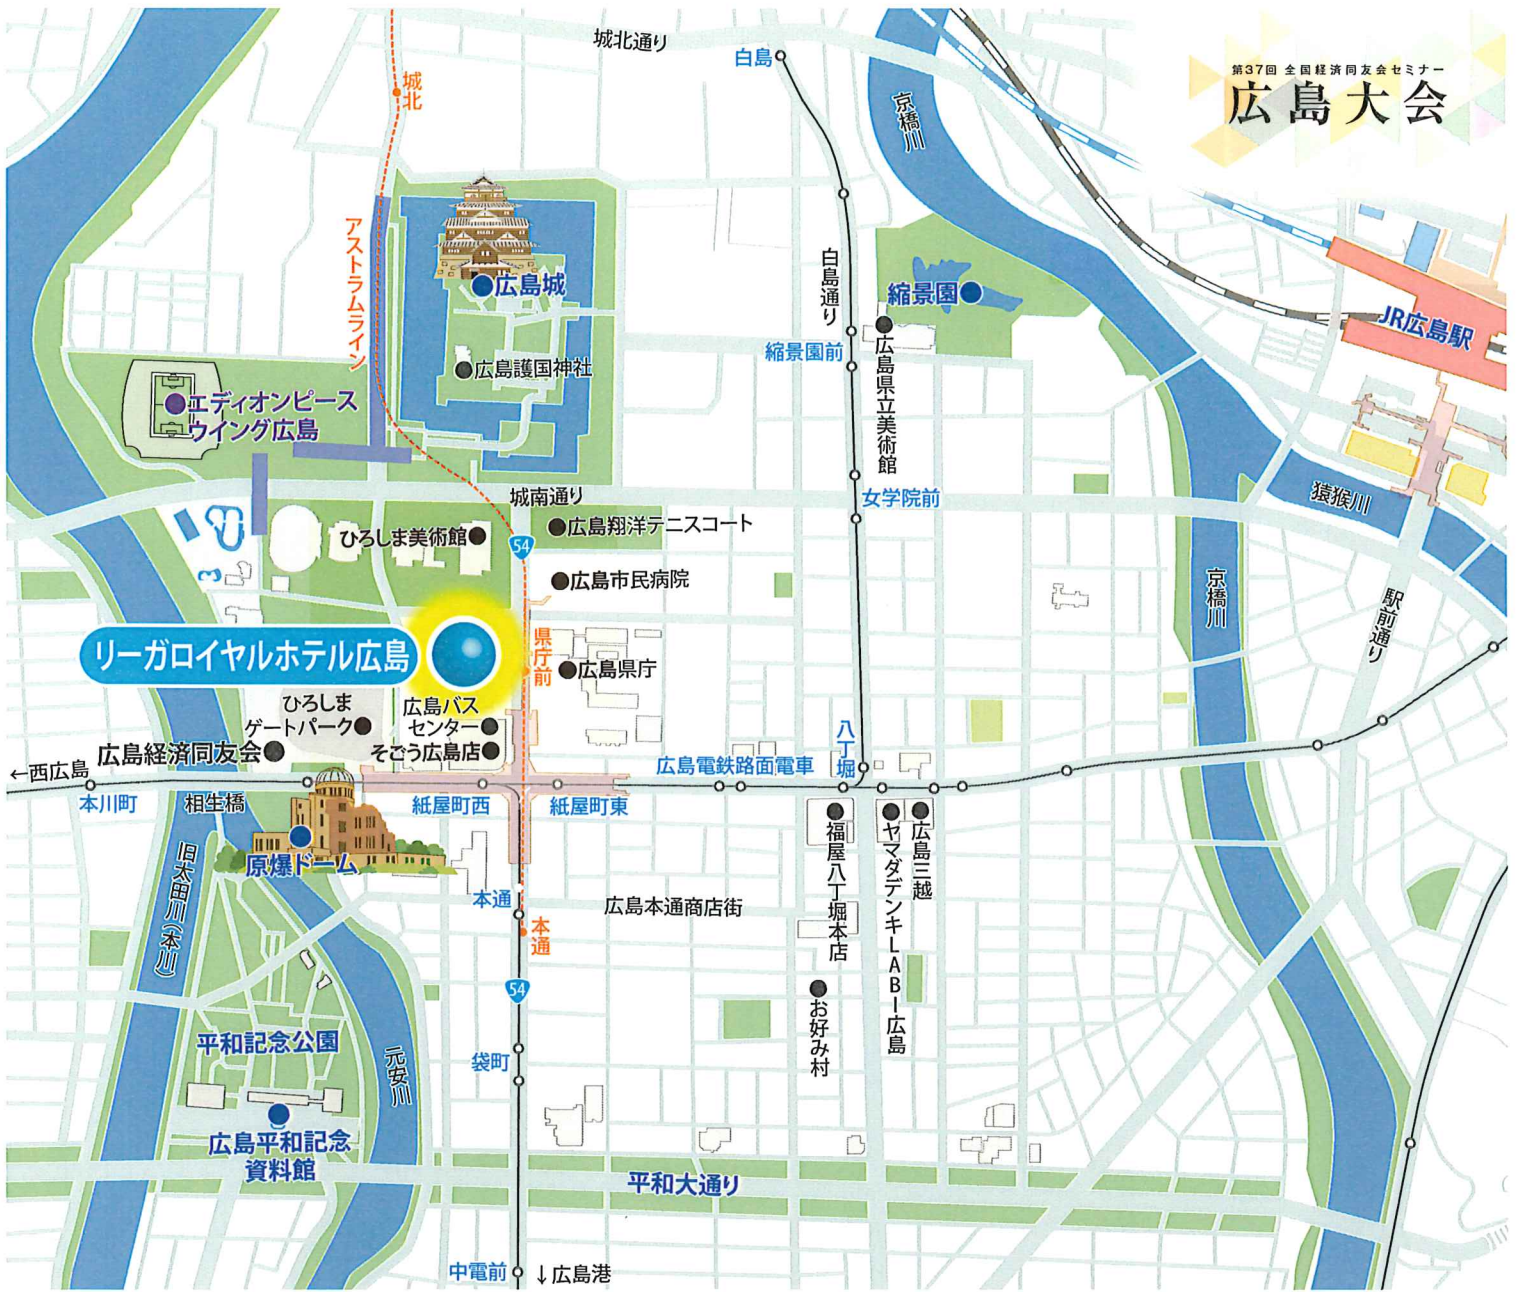 第37回 全国経済同友会セミナー
広島大会
城北通り
白島
城北
京橋川
アストラムライン
広島城
白島通り
縮景園
JR広島駅
縮景園前
広島県立美術館
広島護国神社
エディオンピース
ウイング広島
城南通り
女学院前
猿猴川
54
広島翔洋テニスコート
ひろしま美術館
広島市民病院
京橋川
駅前通り
リーガロイヤルホテル広島
県庁前
広島県庁
ひろしま
ゲートパーク
広島バス
センター
そごう広島店
広島経済同友会
八丁堀
広島電鉄路面電車
←西広島
本川町
相生橋
紙屋町西
紙屋町東
福屋八丁堀本店
ヤマダデンキLABI広島
広島三越
原爆ドーム
旧太田川(本川)
本通
本通
広島本通商店街
54
お好み村
平和記念公園
元安川
袋町
広島平和記念
資料館
平和大通り
中電前
↓広島港